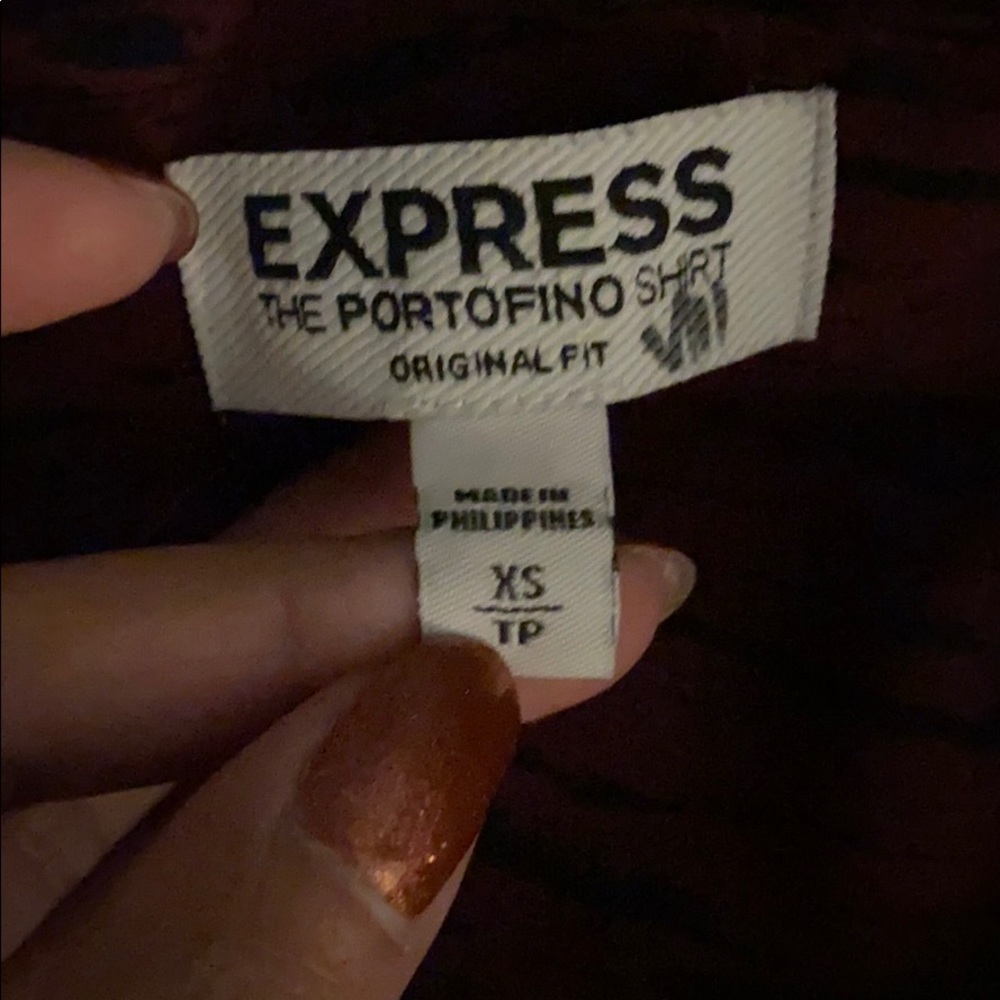 EXPRESS
THE PORTOFINO SHIRT
ORIGINAL FIT
MADE IN
PHILIPPINES
XS
TP